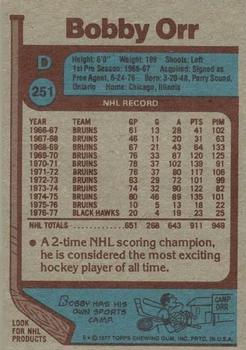 Bobby Orr
D
251
Height: 6'0" Weight: 199 Shoots: Left
1st Pro Season: 1966-67 Acquired: Signed as
Free Agent, 6-24-76 Born: 3-20-48, Parry Sound,
Ontario Home: Chicago, Illinois
NHL RECORD
YEAR TEAM GP G A PTS PIM
1966-67 BRUINS 61 13 28 41 102
1967-68 BRUINS 46 11 20 31 63
1968-69 BRUINS 67 21 43 64 133
1969-70 BRUINS 76 33 87 120 125
1970-71 BRUINS 78 37 102 139 91
1971-72 BRUINS 76 37 80 117 106
1972-73 BRUINS 63 29 72 101 99
1973-74 BRUINS 74 32 90 122 82
1974-75 BRUINS 80 46 89 135 101
1975-76 BRUINS 10 5 13 18 22
1976-77 BLACK HAWKS 20 4 19 23 25
NHL TOTALS 651 268 643 911 949
• A 2-time NHL scoring champion,
he is considered the most exciting
hockey player of all time.
BOBBY HAS HIS
OWN SPORTS
CAMP.
CAMP
ORR
LOOK
FOR NHL
PRODUCTS
© 1977 TOPPS CHEWING GUM, INC. PRTD. IN U.S.A.